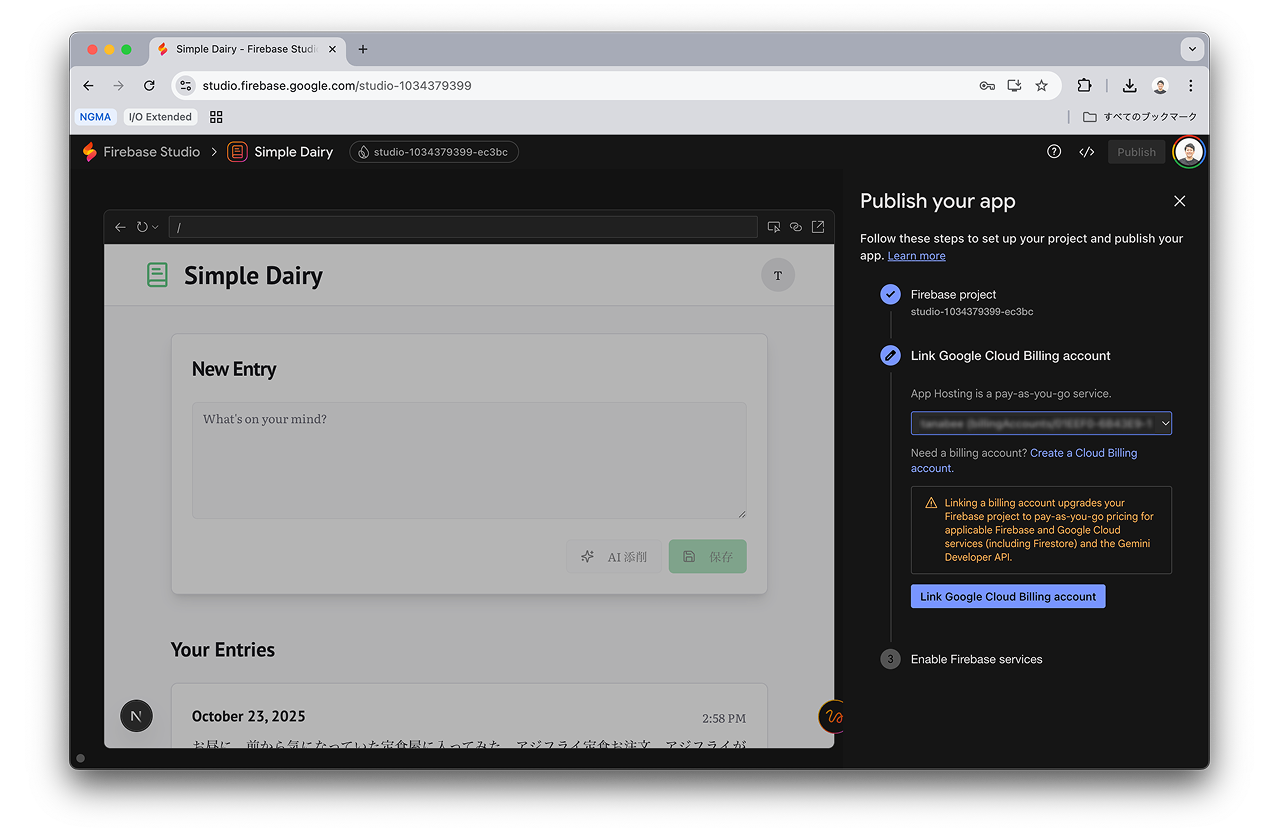 Simple Dairy - Firebase Studi
studio.firebase.google.com/studio-1034379399
NGMA
I/O Extended
すべてのブックマーク
Firebase Studio
Simple Dairy
studio-1034379399-ec3bc
Publish
/
Simple Dairy
T
New Entry
What's on your mind?
AI 添削
保存
Your Entries
October 23, 2025
2:58 PM
お昼に、前から気になっていた定食屋に入ってみた。アジフライ定食お注文。アジフライが
N
Publish your app
Follow these steps to set up your project and publish your
app. Learn more
Firebase project
studio-1034379399-ec3bc
Link Google Cloud Billing account
App Hosting is a pay-as-you-go service.
Need a billing account? Create a Cloud Billing
account.
Linking a billing account upgrades your
Firebase project to pay-as-you-go pricing for
applicable Firebase and Google Cloud
services (including Firestore) and the Gemini
Developer API.
Link Google Cloud Billing account
3
Enable Firebase services